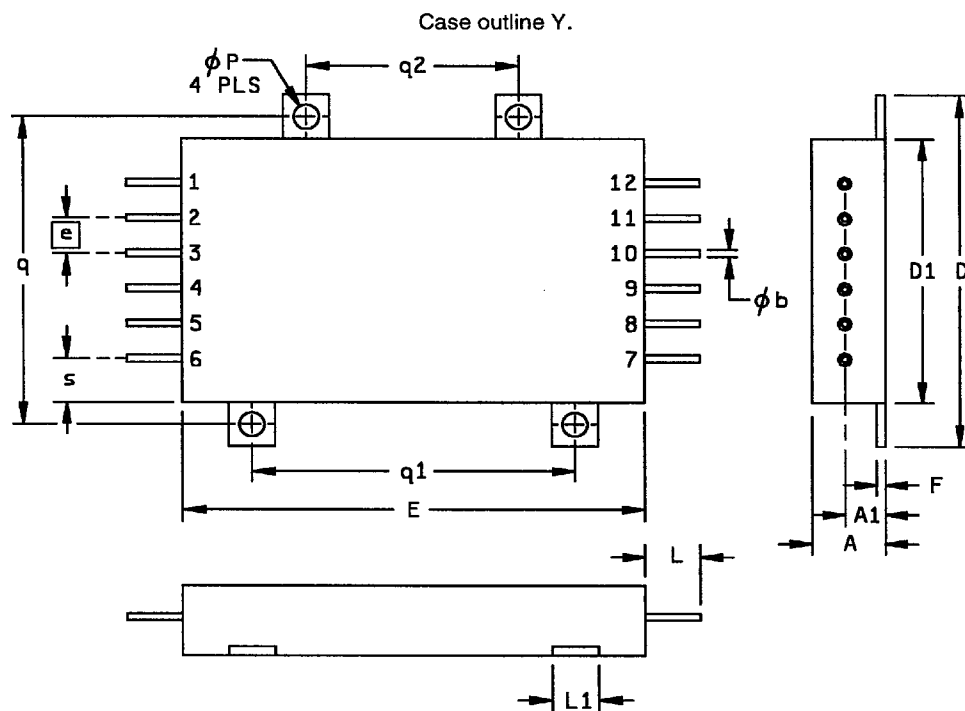 Case outline Y.
φP
4 PLS
q2
1 12
2 11
e
3 10
q
4 9
φb
5 8
6 7
s
D1 D
q1
F
E
A1
A
L
L1